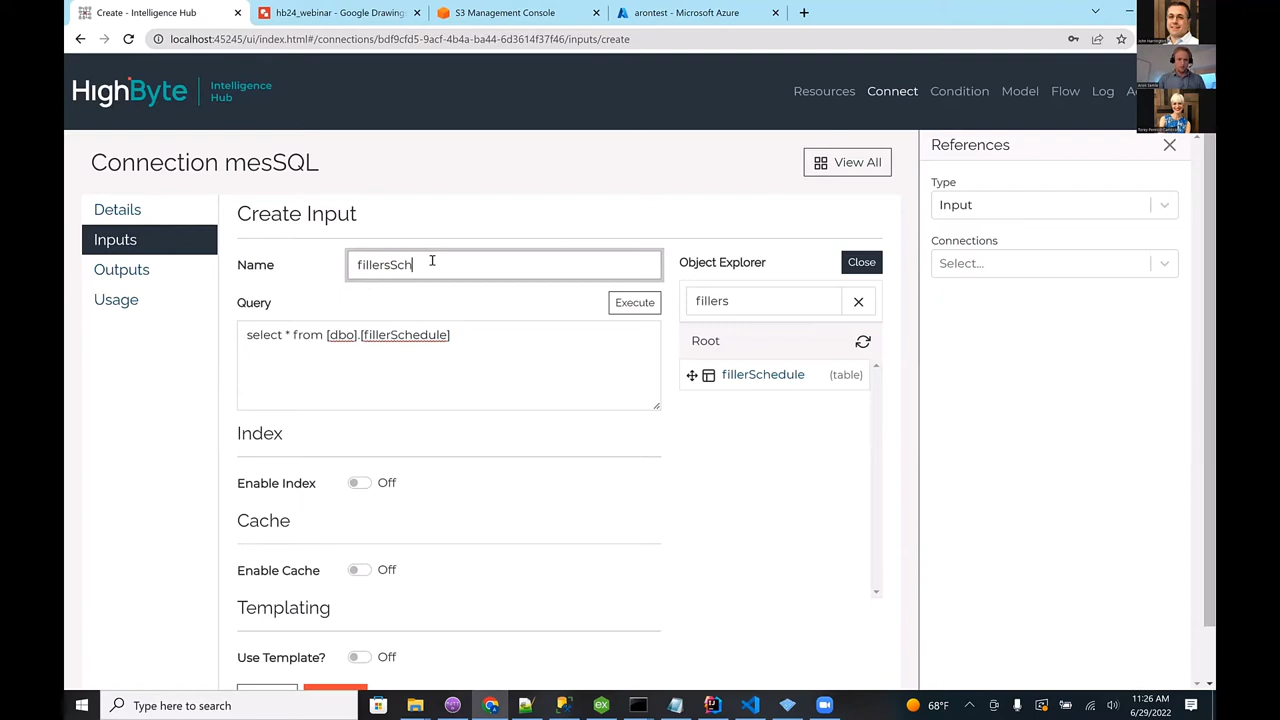 Create - Intelligence Hub
hb24_webinar - Google Drawing
S3 Management Console
arontest - Microsoft Azure
localhost:45245/ui/index.html#/connections/bdf9cfd5-9acf-4b4a-ba44-6d3614f37f46/inputs/create
HighByte Intelligence Hub
Resources Connect Condition Model Flow Log
Connection mesSQL
View All
Details
Inputs
Outputs
Usage
Create Input
Name fillersSch
Query Execute
select * from [dbo].[fillerSchedule]
Index
Enable Index Off
Cache
Enable Cache Off
Templating
Use Template? Off
Object Explorer Close
fillers
Root
fillerSchedule (table)
References
Type
Input
Connections
Select...
Type here to search
68°F
11:26 AM
6/29/2022